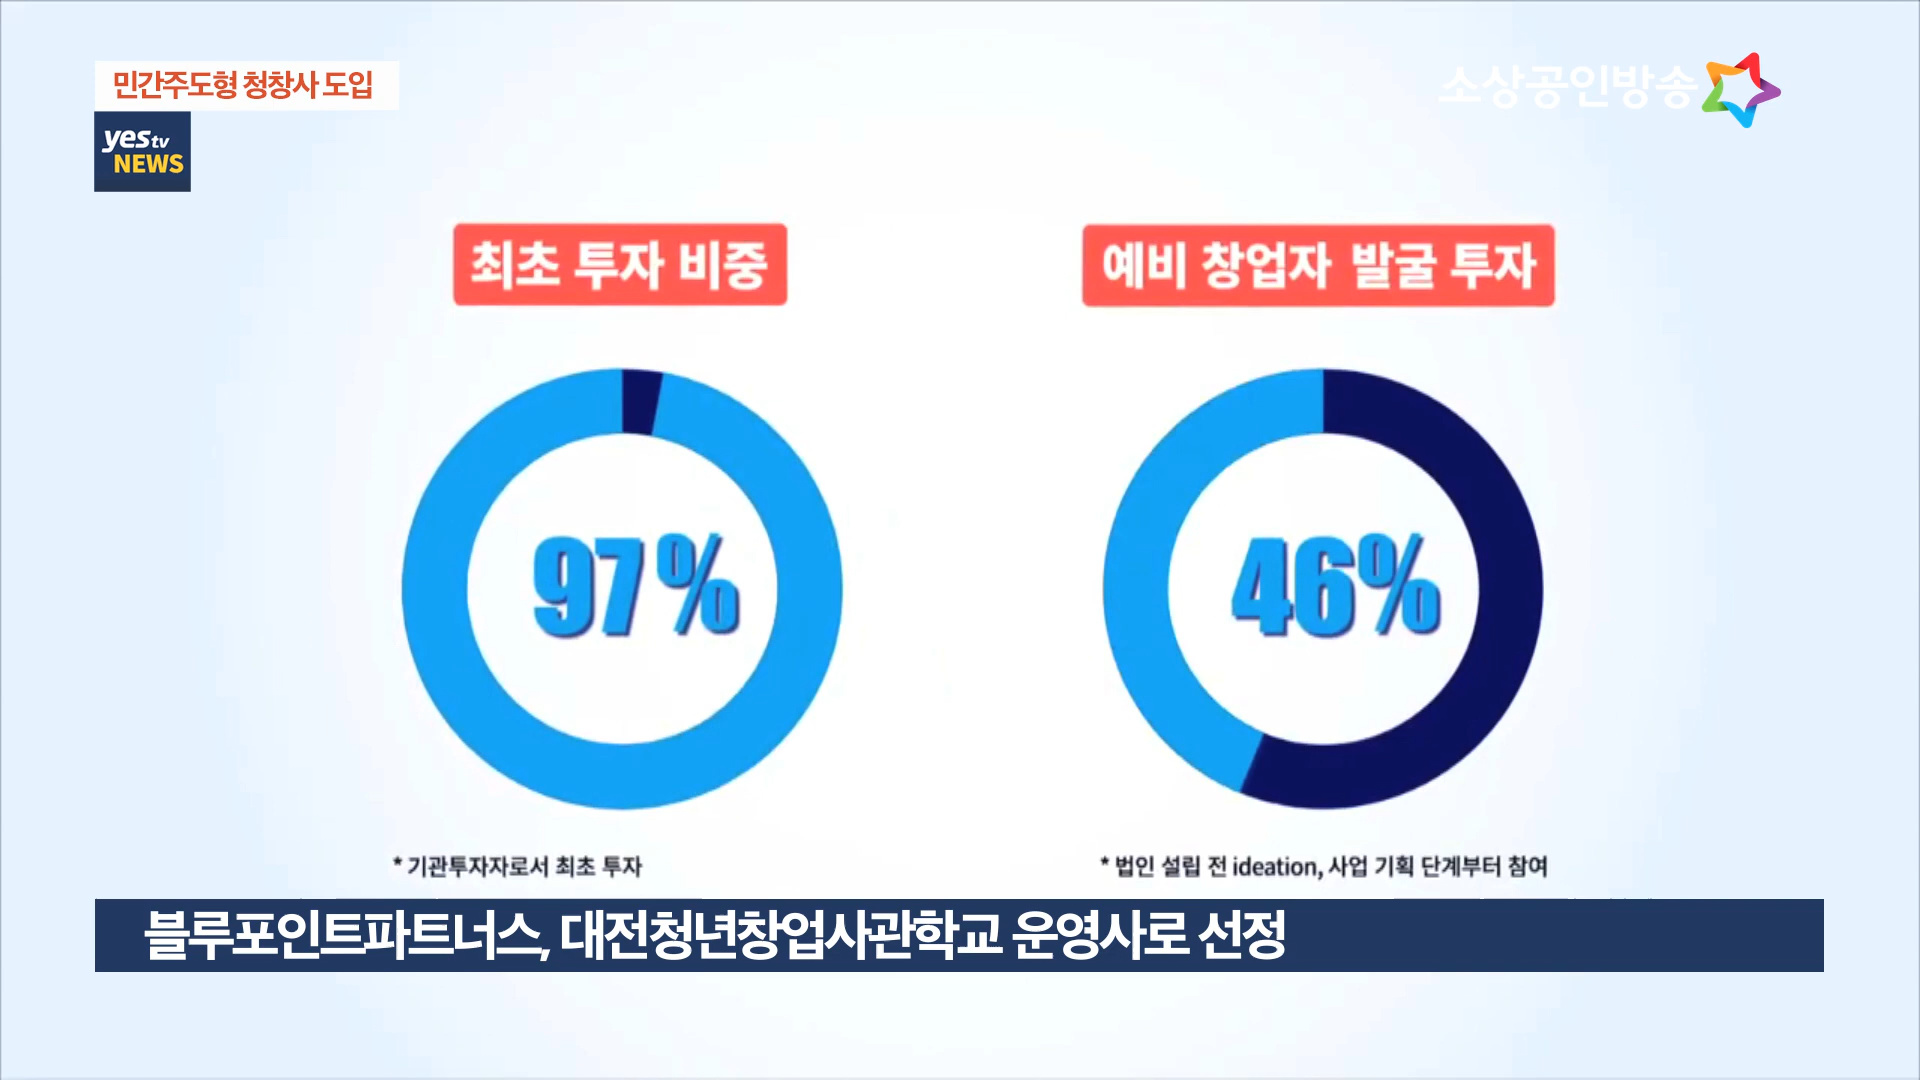 민간주도형 청창사 도입
소상공인방송
yes tv
NEWS
최초 투자 비중
예비 창업자 발굴 투자
97%
46%
* 기관투자자로서 최초 투자
* 법인 설립 전 ideation, 사업 기획 단계부터 참여
블루포인트파트너스, 대전청년창업사관학교 운영사로 선정